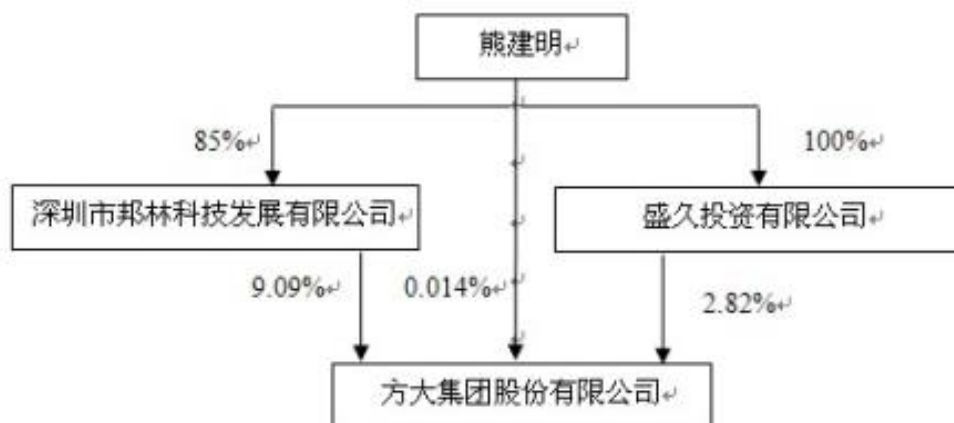 熊建明
85%
100%
深圳市邦林科技发展有限公司
盛久投资有限公司
9.09%
0.014%
2.82%
方大集团股份有限公司